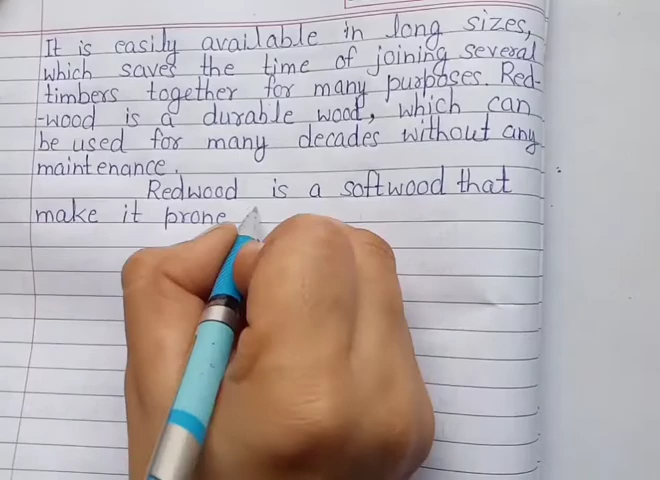 It is easily available in long sizes,
which saves the time of joining several
timbers together for many purposes. Red-
-wood is a durable wood, which can
be used for many decades without any
maintenance.
Redwood is a softwood that
make it prone